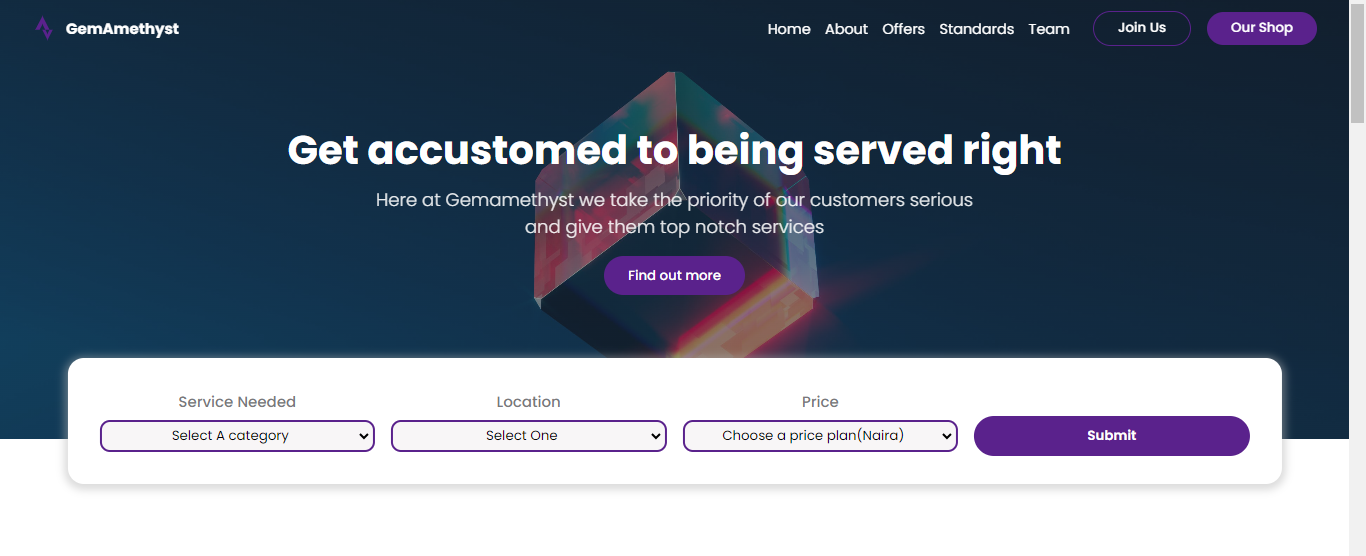 GemAmethyst
Home About Offers Standards Team Join Us Our Shop
Get accustomed to being served right
Here at Gemamethyst we take the priority of our customers serious
and give them top notch services
Find out more
Service Needed Location Price
Select A category Select One Choose a price plan(Naira) Submit